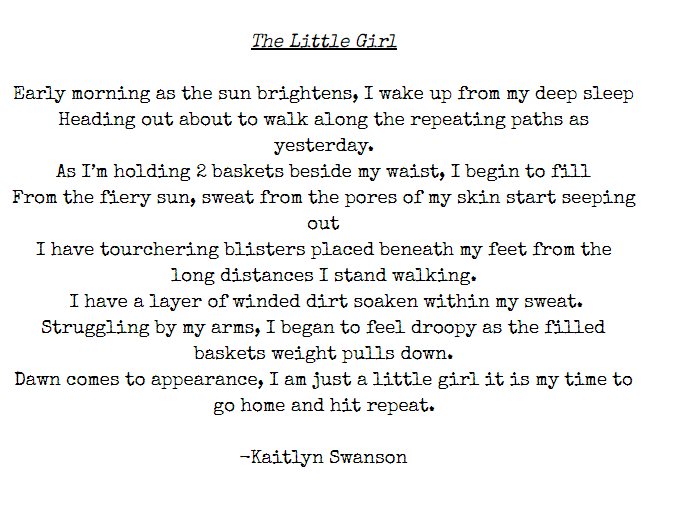 The Little Girl
Early morning as the sun brightens, I wake up from my deep sleep
Heading out about to walk along the repeating paths as
yesterday.
As I'm holding 2 baskets beside my waist, I begin to fill
From the fiery sun, sweat from the pores of my skin start seeping
out
I have tourchering blisters placed beneath my feet from the
long distances I stand walking.
I have a layer of winded dirt soaken within my sweat.
Struggling by my arms, I began to feel droopy as the filled
baskets weight pulls down.
Dawn comes to appearance, I am just a little girl it is my time to
go home and hit repeat.
~Kaitlyn Swanson